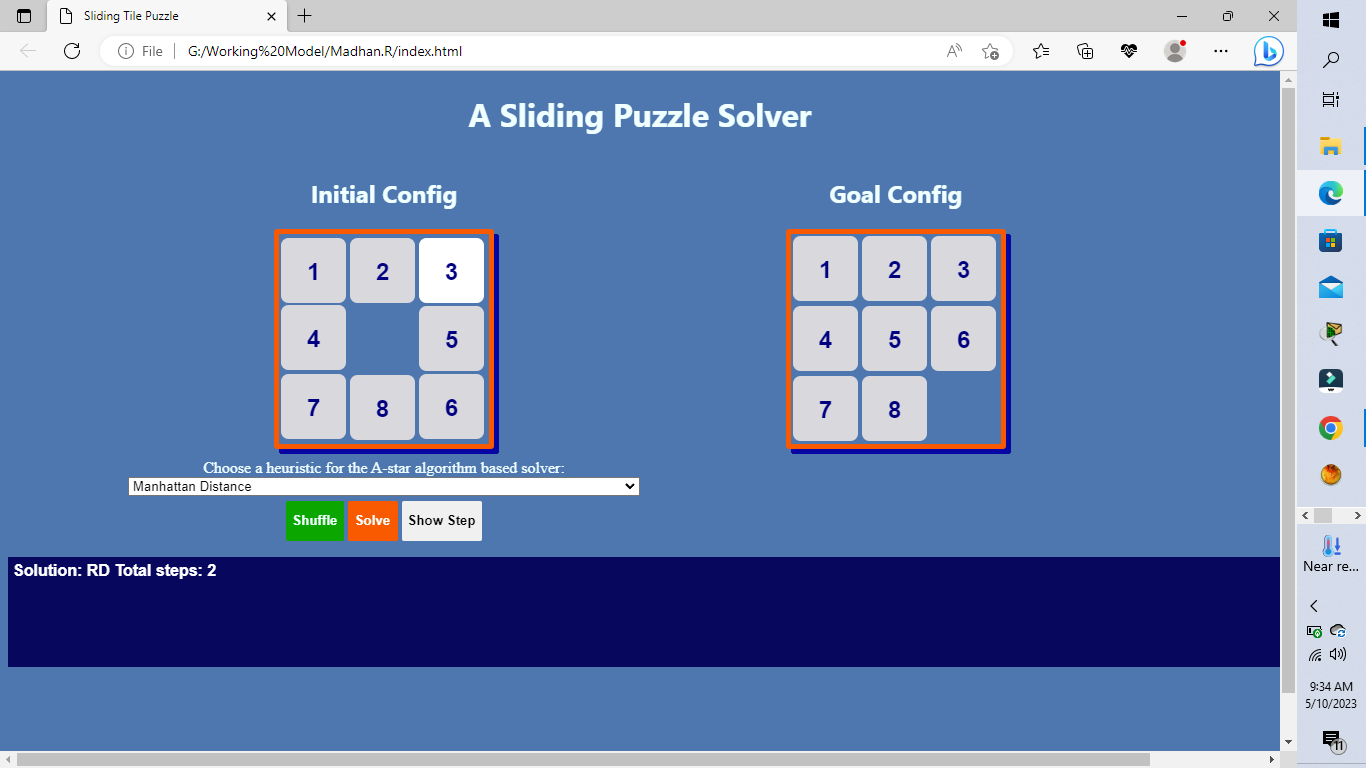 Sliding Tile Puzzle
File G:/Working%20Model/Madhan.R/index.html
A Sliding Puzzle Solver
Initial Config
Goal Config
1 2 3
4 5
7 8 6
1 2 3
4 5 6
7 8
Choose a heuristic for the A-star algorithm based solver:
Manhattan Distance
Shuffle Solve Show Step
Solution: RD Total steps: 2
Near re...
9:34 AM
5/10/2023
11